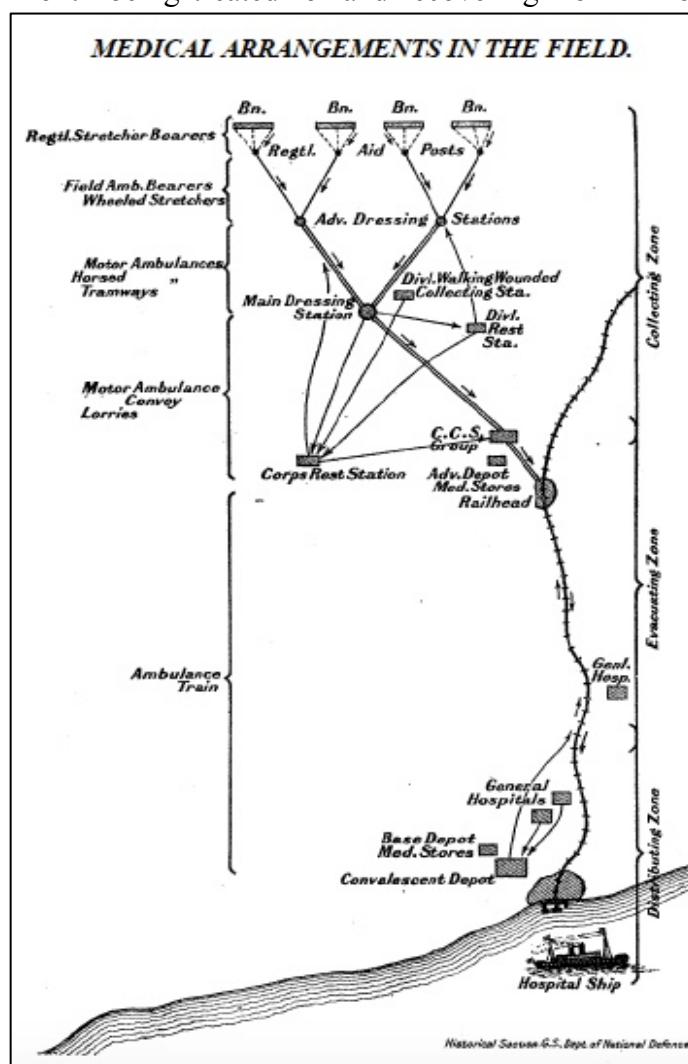 MEDICAL ARRANGEMENTS IN THE FIELD.
Bn. Bn. Bn. Bn.
Regtl. Stretcher Bearers
Regtl. Aid Posts
Field Amb. Bearers
Wheeled Stretchers
Adv. Dressing Stations
Motor Ambulances
Horsed "
Tramways
Divl. Walking Wounded
Collecting Sta.
Main Dressing
Station
Divl.
Rest
Sta.
Collecting Zone
Motor Ambulance
Convoy
Lorries
C.C.S.
Group
Corps Rest Station
Adv. Depot
Med. Stores
Railhead
Evacuating Zone
Ambulance
Train
Genl.
Hosp.
General
Hospitals
Base Depot
Med. Stores
Convalescent Depot
Distributing Zone
Hospital Ship
Historical Section G.S. Dept. of National Defence